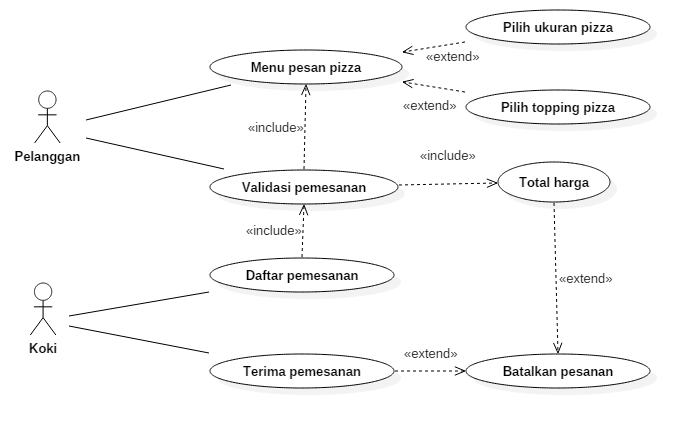 Pilih ukuran pizza
«extend»
Menu pesan pizza
«extend»
Pilih topping pizza
«include»
Pelanggan
«include»
Validasi pemesanan
Total harga
«include»
Daftar pemesanan
«extend»
Koki
«extend»
Terima pemesanan
Batalkan pesanan